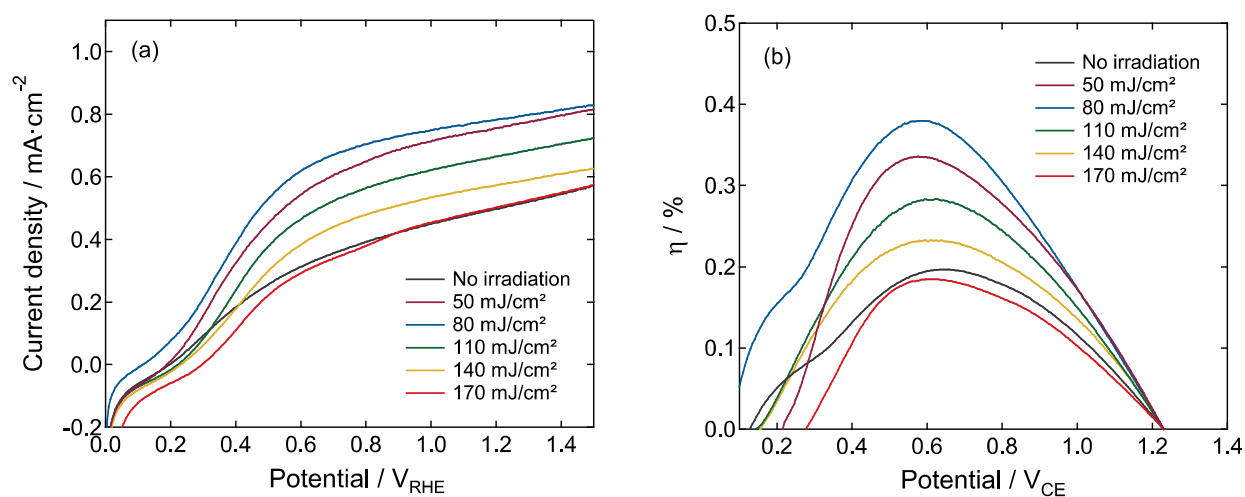 (a)
Current density / mA·cm⁻²
1.0
0.8
0.6
0.4
0.2
0.0
-0.2
0.0 0.2 0.4 0.6 0.8 1.0 1.2 1.4
Potential / V_RHE
No irradiation
50 mJ/cm²
80 mJ/cm²
110 mJ/cm²
140 mJ/cm²
170 mJ/cm²
(b)
η / %
0.5
0.4
0.3
0.2
0.1
0.0
0.2 0.4 0.6 0.8 1.0 1.2 1.4
Potential / V_CE
No irradiation
50 mJ/cm²
80 mJ/cm²
110 mJ/cm²
140 mJ/cm²
170 mJ/cm²